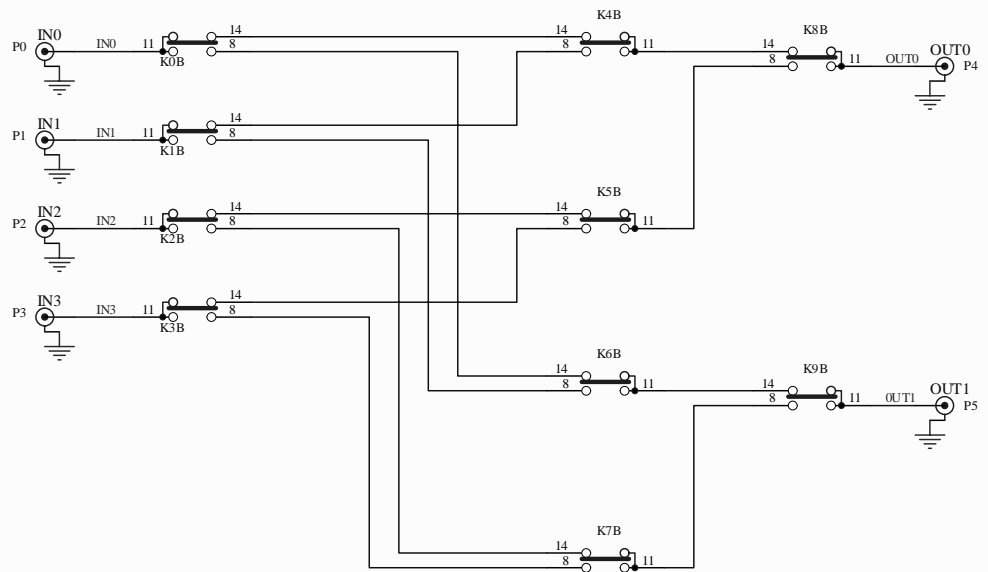 K4B
IN0
14
14
K8B
P0
IN0
11
8
8
11
14
OUT0
K0B
8
11
OUT0
P4
IN1
14
P1
IN1
11
8
K1B
K5B
IN2
14
14
P2
IN2
11
8
8
11
K2B
IN3
14
P3
IN3
11
8
K3B
K6B
14
K9B
8
11
14
OUT1
8
11
0UT1
P5
K7B
14
8
11